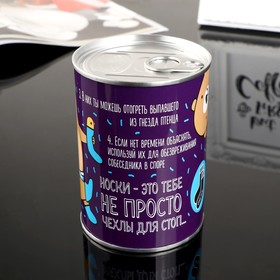 3. В них ты можешь отогреть выпавшего
из гнезда птенца
4. Если нет времени объяснять,
используй их для обезвреживания
собеседника в споре
Носки - это тебе
не просто
чехлы для стоп...